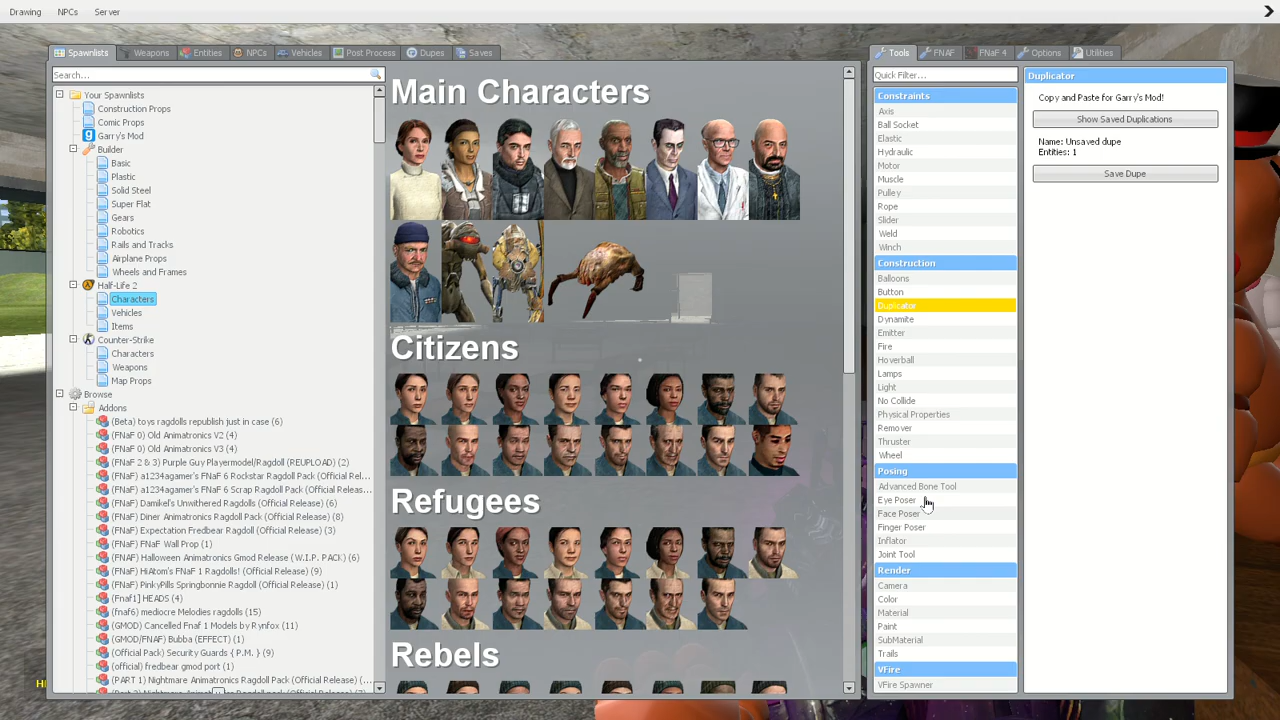 Drawing NPCs Server
Spawnlists Weapons Entities NPCs Vehicles Post Process Dupes Saves
Search...
Your Spawnlists
Construction Props
Comic Props
Garry's Mod
Builder
Basic
Plastic
Solid Steel
Super Flat
Gears
Robotics
Rails and Tracks
Airplane Props
Wheels and Frames
Half-Life 2
Characters
Vehicles
Items
Counter-Strike
Characters
Weapons
Map Props
Browse
Addons
(Beta) toys ragdolls republish just in case (6)
(FNaF 0) Old Animatronics V2 (4)
(FNaF 0) Old Animatronics V3 (4)
(FNAF 2 & 3) Purple Guy Playermodel/Ragdoll (REUPLOAD) (2)
(FNaF) a1234agamer's FNAF 6 Rockstar Ragdoll Pack (Official Rel...
(FNaF) a1234agamer's FNAF 6 Scrap Ragdoll Pack (Official Releas...
(FNaF) Damikel's Unwithered Ragdolls (Official Release) (6)
(FNaF) Diner Animatronics Ragdoll Pack (Official Release) (8)
(FNaF) Expectation Fredbear Ragdoll (Official Release) (3)
(FNaF) FNaF Wall Prop (1)
(FNAF) Halloween Animatronics Gmod Release (W.I.P. PACK) (6)
(FNAF) HiAtom's FNAF 1 Ragdolls! (Official Release) (9)
(FNAF) PinkyPills Springbonnie Ragdoll (Official Release) (1)
(Fnaf1) HEADS (4)
(fnaf6) mediocre Melodies ragdolls (15)
(GMOD) Cancelled Fnaf 1 Models by Rynfox (11)
(GMOD/FNAF) Bubba (EFFECT) (1)
(Official Pack) Security Guards { P.M. } (9)
(official) fredbear gmod port (1)
(PART 1) Nightmare Animatronics Ragdoll Pack (Official Release) (...
Main Characters
Citizens
Refugees
Rebels
Tools FNAF FNaF 4 Options Utilities
Quick Filter...
Constraints
Axis
Ball Socket
Elastic
Hydraulic
Motor
Muscle
Pulley
Rope
Slider
Weld
Winch
Construction
Balloons
Button
Duplicator
Dynamite
Emitter
Fire
Hoverball
Lamps
Light
No Collide
Physical Properties
Remover
Thruster
Wheel
Posing
Advanced Bone Tool
Eye Poser
Face Poser
Finger Poser
Inflator
Joint Tool
Render
Camera
Color
Material
Paint
SubMaterial
Trails
VFire
VFire Spawner
Duplicator
Copy and Paste for Garry's Mod!
Show Saved Duplications
Name: Unsaved dupe
Entities: 1
Save Dupe